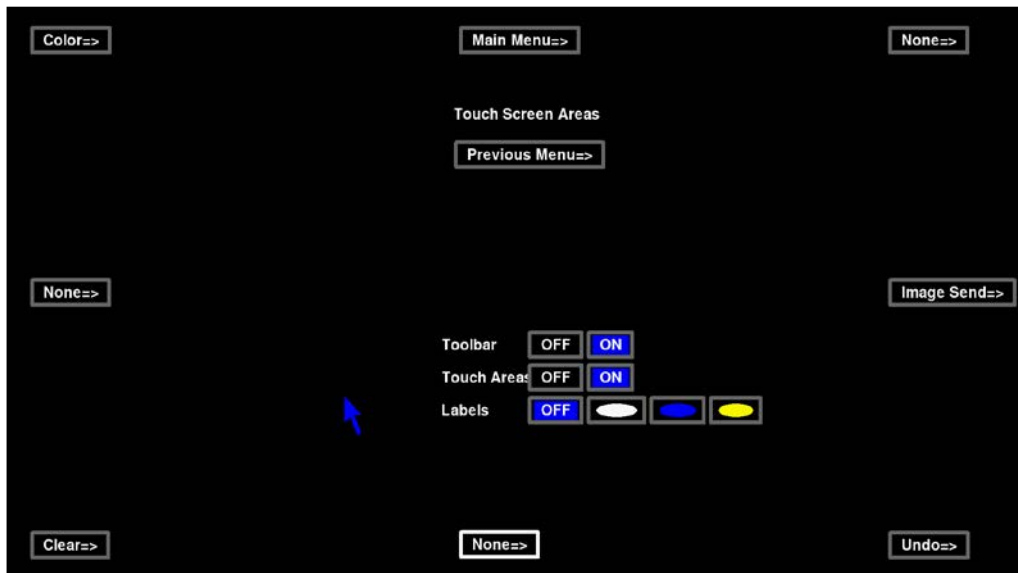 Color=> Main Menu=> None=>
Touch Screen Areas
Previous Menu=>
None=> Image Send=>
Toolbar OFF ON
Touch Areas OFF ON
Labels OFF
Clear=> None=> Undo=>